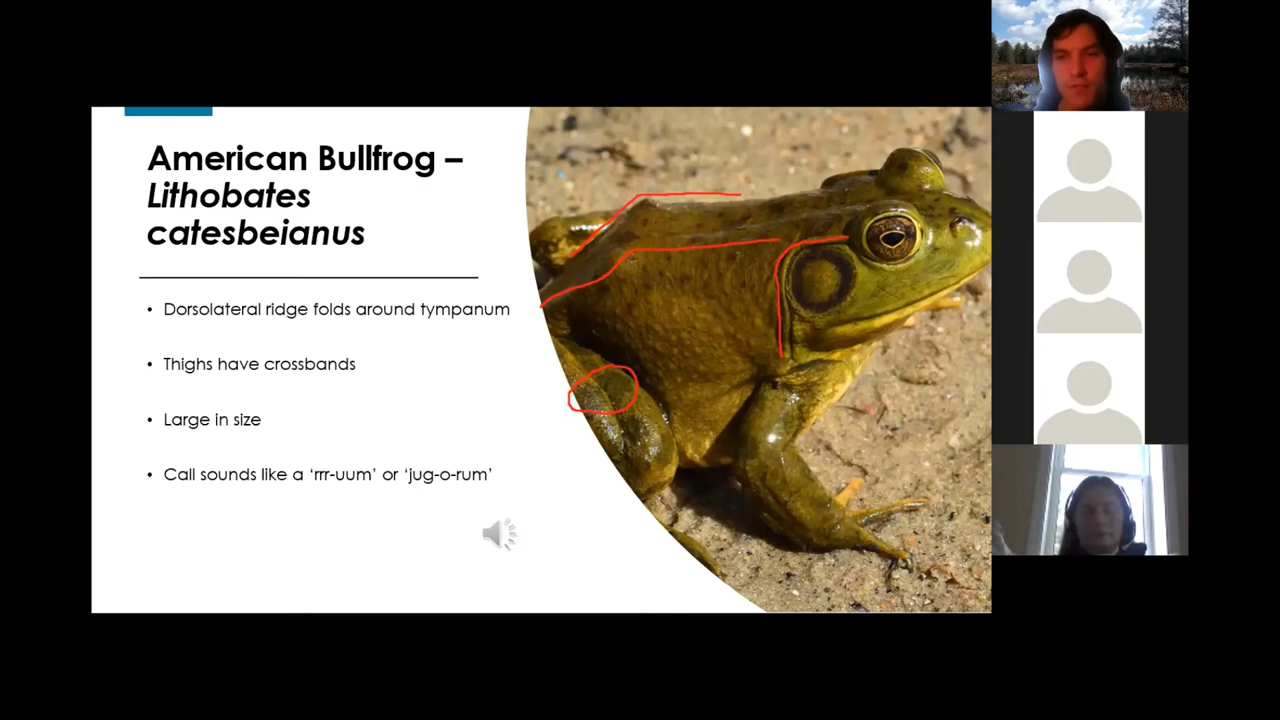 American Bullfrog –
Lithobates
catesbeianus
• Dorsolateral ridge folds around tympanum
• Thighs have crossbands
• Large in size
• Call sounds like a ‘rrr-uum’ or ‘jug-o-rum’